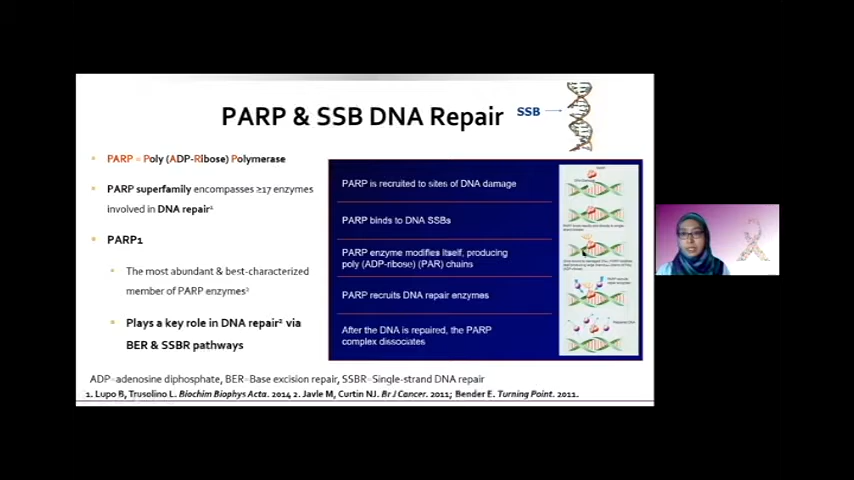 PARP & SSB DNA Repair
SSB
PARP = Poly (ADP-Ribose) Polymerase
PARP superfamily encompasses ≥17 enzymes
involved in DNA repair¹
PARP1
The most abundant & best-characterized
member of PARP enzymes³
Plays a key role in DNA repair² via
BER & SSBR pathways
PARP is recruited to sites of DNA damage
PARP binds to DNA SSBs
PARP enzyme modifies itself, producing
poly (ADP-ribose) (PAR) chains
PARP recruits DNA repair enzymes
After the DNA is repaired, the PARP
complex dissociates
ADP=adenosine diphosphate, BER=Base excision repair, SSBR=Single-strand DNA repair
1. Lupo B, Trusolino L. Biochim Biophys Acta. 2014 2. Javle M, Curtin NJ. Br J Cancer. 2011; Bender E. Turning Point. 2011.